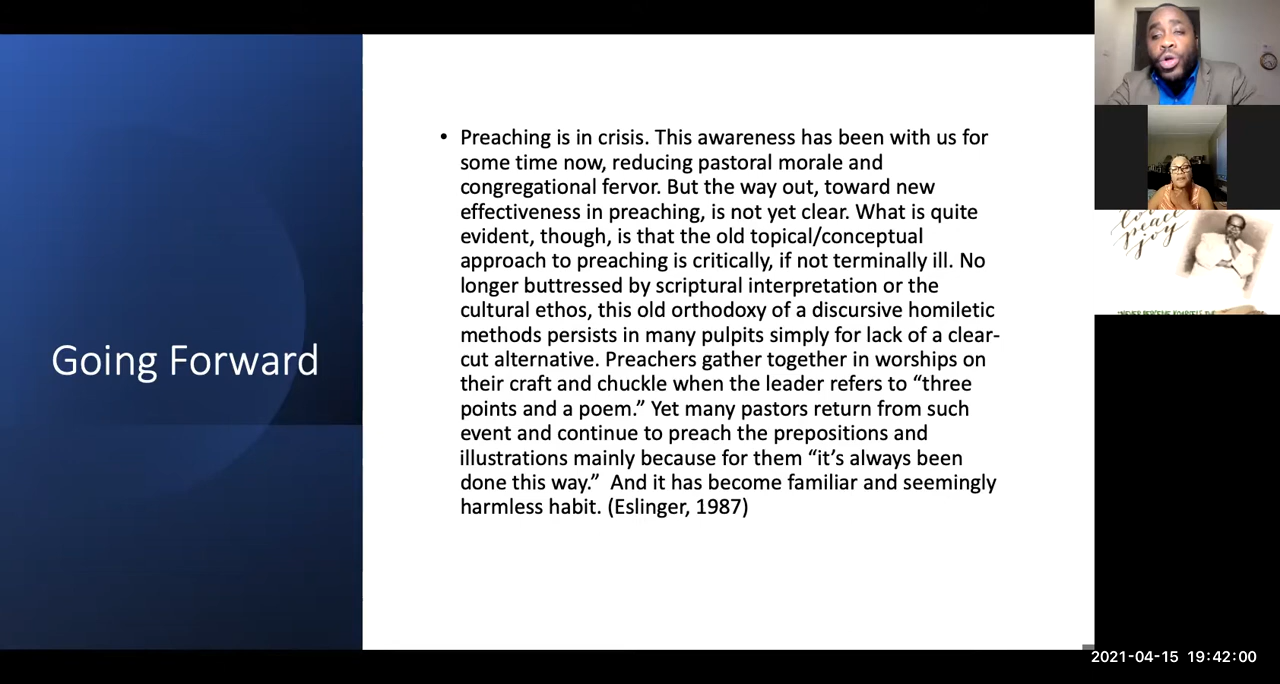 Going Forward
• Preaching is in crisis. This awareness has been with us for
some time now, reducing pastoral morale and
congregational fervor. But the way out, toward new
effectiveness in preaching, is not yet clear. What is quite
evident, though, is that the old topical/conceptual
approach to preaching is critically, if not terminally ill. No
longer buttressed by scriptural interpretation or the
cultural ethos, this old orthodoxy of a discursive homiletic
methods persists in many pulpits simply for lack of a clear-
cut alternative. Preachers gather together in worships on
their craft and chuckle when the leader refers to “three
points and a poem.” Yet many pastors return from such
event and continue to preach the prepositions and
illustrations mainly because for them “it’s always been
done this way.”  And it has become familiar and seemingly
harmless habit. (Eslinger, 1987)
peace
joy
2021-04-15 19:42:00